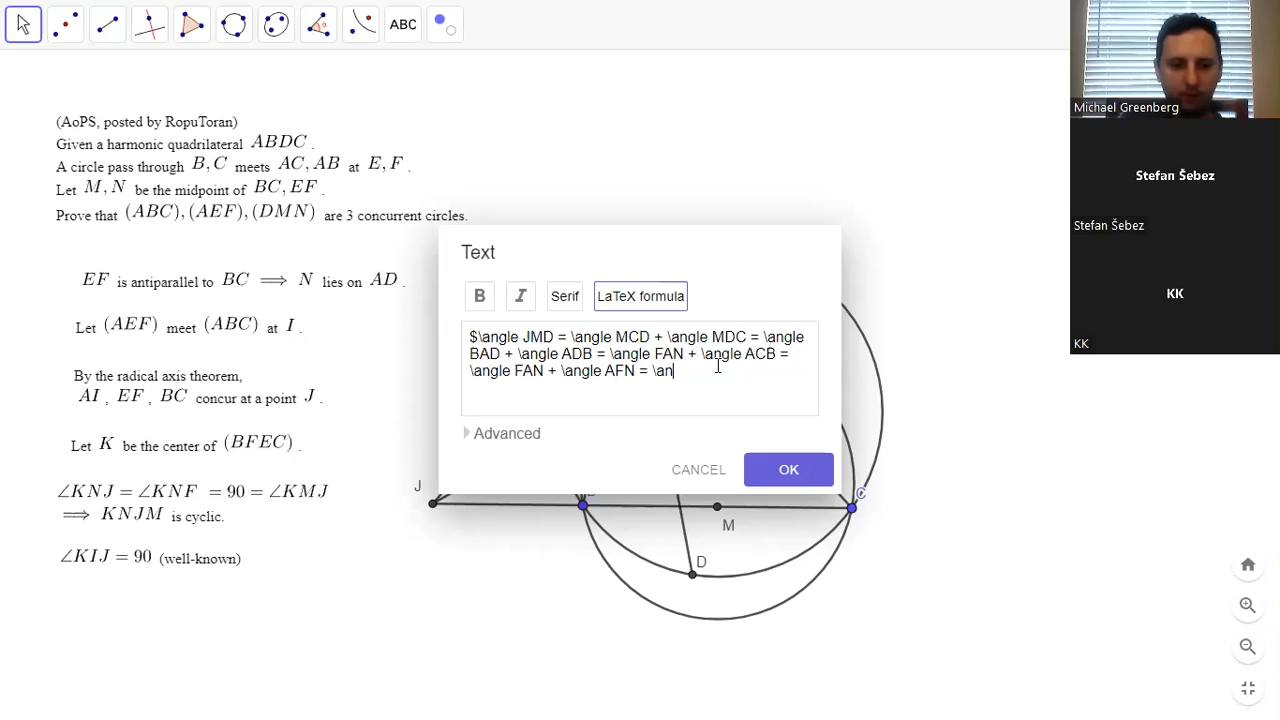 ABC
(AoPS, posted by RopuToran)
Given a harmonic quadrilateral ABDC .
A circle pass through B, C meets AC, AB at E, F .
Let M, N be the midpoint of BC, EF .
Prove that (ABC), (AEF), (DMN) are 3 concurrent circles.
EF is antiparallel to BC ⟹ N lies on AD .
Let (AEF) meet (ABC) at I .
By the radical axis theorem,
AI , EF , BC concur at a point J .
Let K be the center of (BFEC) .
∠KNJ = ∠KNF = 90 = ∠KMJ
⟹ KNJM is cyclic.
∠KIJ = 90 (well-known)
Text
B I Serif LaTeX formula
$\angle JMD = \angle MCD + \angle MDC = \angle
BAD + \angle ADB = \angle FAN + \angle ACB =
\angle FAN + \angle AFN = \an
Advanced
CANCEL OK
J
C
M
D
Michael Greenberg
Stefan Šebez
Stefan Šebez
KK
KK